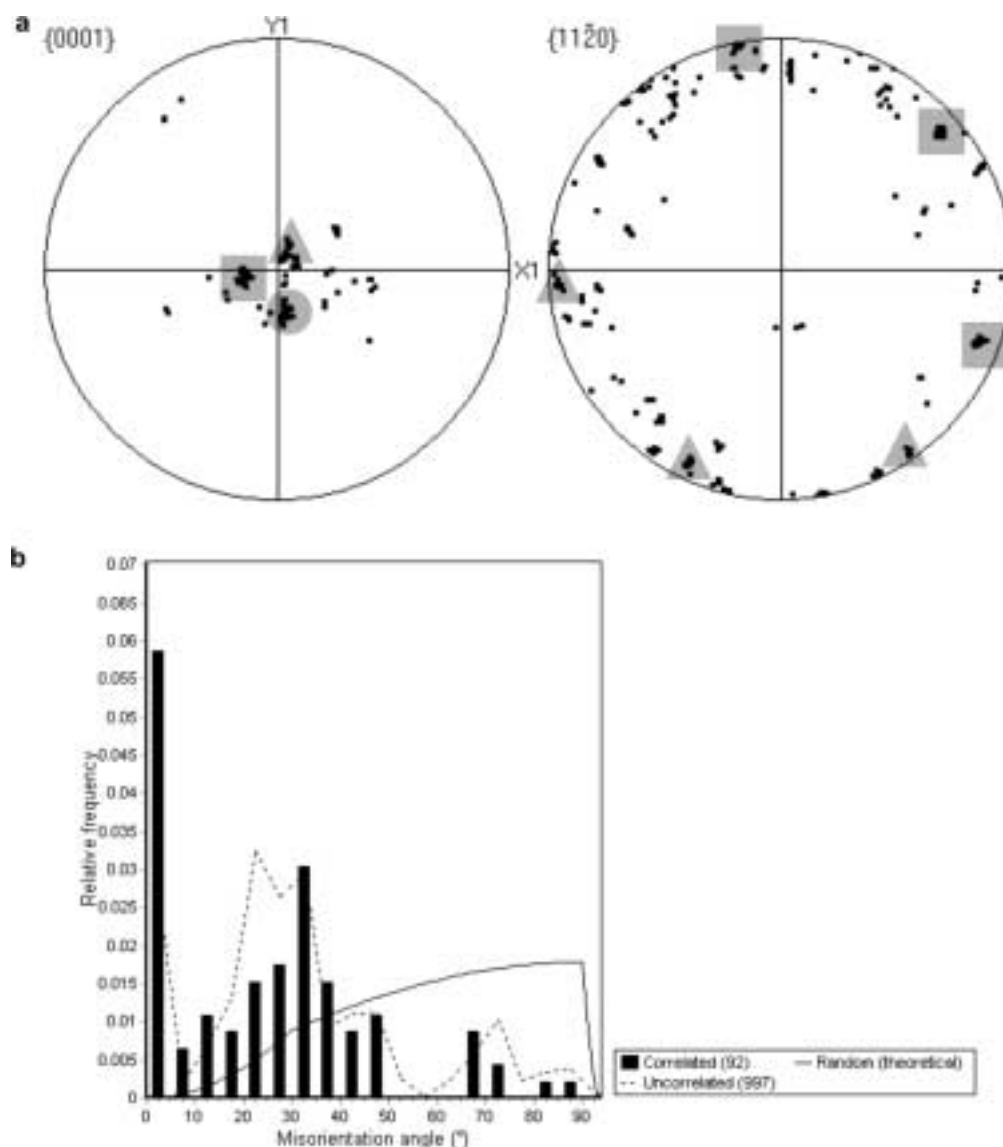 a
{0001}
Y1
{112̄0}
X1
b
0.07
0.065
0.06
0.055
0.05
0.045
0.04
0.035
0.03
0.025
0.02
0.015
0.01
0.005
0
Relative frequency
0 10 20 30 40 50 60 70 80 90
Misorientation angle (°)
Correlated (92) Random (theoretical)
Uncorrelated (997)